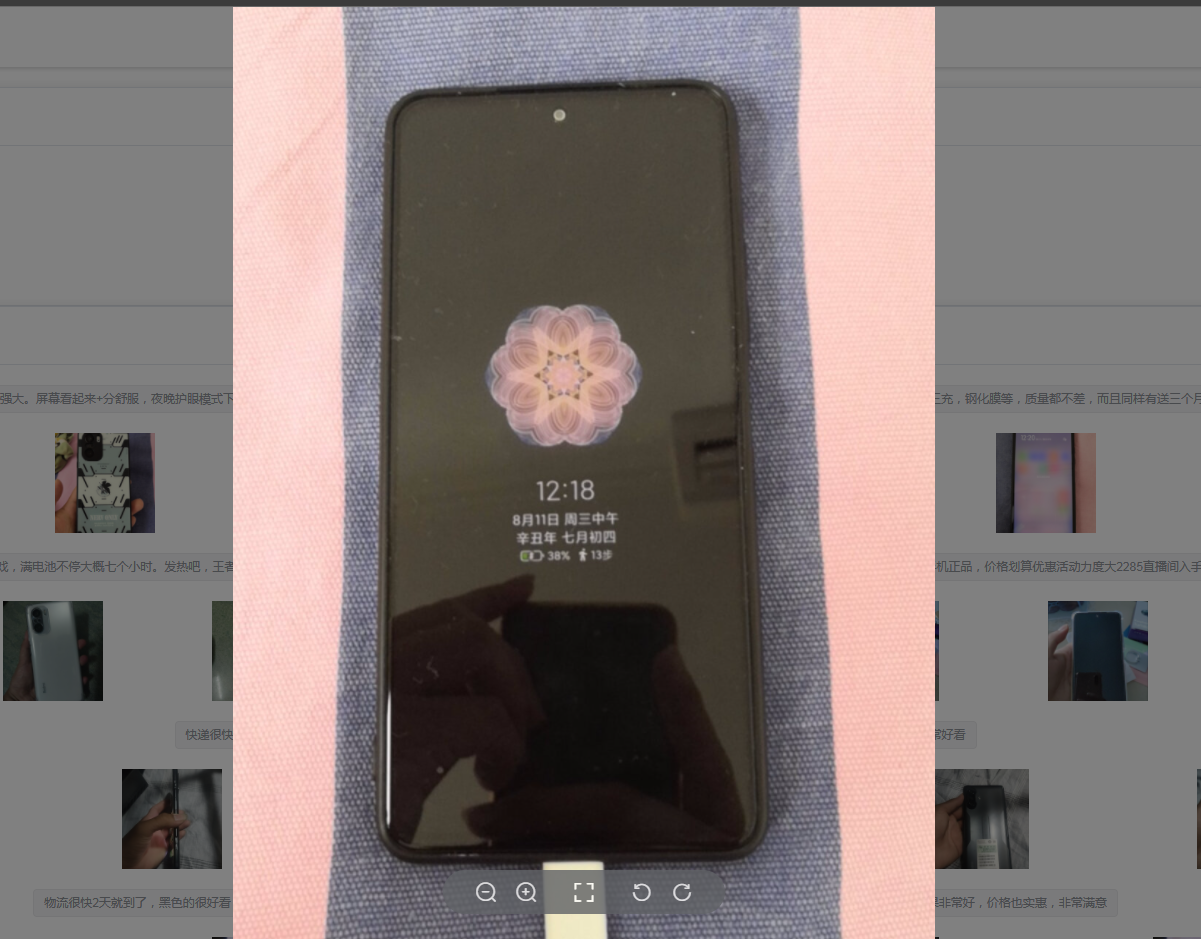 12:18
8月11日 周三中午
辛丑年 七月初四
38% 13步
强大。屏幕看起来+分舒服，夜晚护眼模式下
充，钢化膜等，质量都不差，而且同样有送三个月
戏，满电池不停大概七个小时。发热吧，王者
机正品，价格划算优惠活动力度大2285直播间入手
快递很快
常好看
物流很快2天就到了，黑色的很好看
非常好，价格也实惠，非常满意